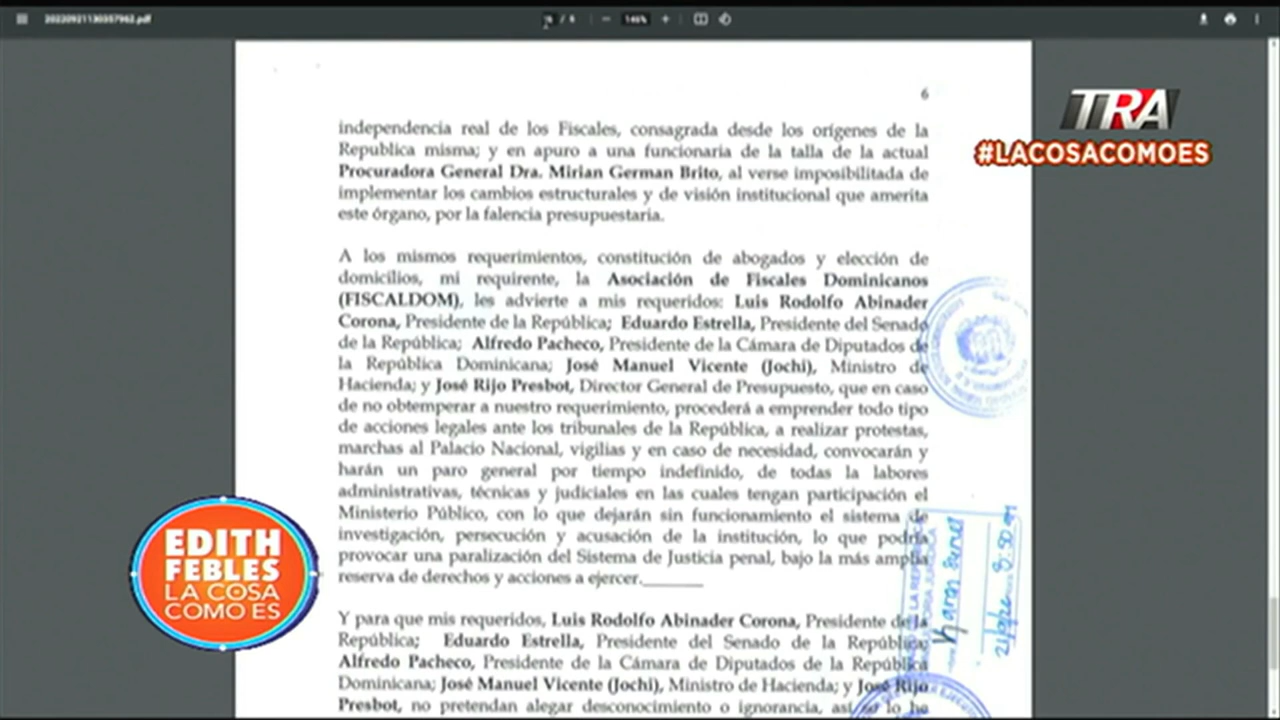 20220921130357962.pdf
/ 6
146%
TRA
#LACOSACOMOES
6
independencia real de los Fiscales, consagrada desde los orígenes de la
Republica misma; y en apuro a una funcionaria de la talla de la actual
Procuradora General Dra. Mirian German Brito, al verse imposibilitada de
implementar los cambios estructurales y de visión institucional que amerita
este órgano, por la falencia presupuestaria.
A los mismos requerimientos, constitución de abogados y elección de
domicilios, mi requirente, la Asociación de Fiscales Dominicanos
(FISCALDOM), les advierte a mis requeridos: Luis Rodolfo Abinader
Corona, Presidente de la República; Eduardo Estrella, Presidente del Senado
de la República; Alfredo Pacheco, Presidente de la Cámara de Diputados de
la República Dominicana; José Manuel Vicente (Jochi), Ministro de
Hacienda; y José Rijo Presbot, Director General de Presupuesto, que en caso
de no obtemperar a nuestro requerimiento, procederá a emprender todo tipo
de acciones legales ante los tribunales de la República, a realizar protestas,
marchas al Palacio Nacional, vigilias y en caso de necesidad, convocarán y
harán un paro general por tiempo indefinido, de todas la labores
administrativas, técnicas y judiciales en las cuales tengan participación el
Ministerio Público, con lo que dejarán sin funcionamiento el sistema de
investigación, persecución y acusación de la institución, lo que podría
provocar una paralización del Sistema de Justicia penal, bajo la más amplia
reserva de derechos y acciones a ejercer.
Y para que mis requeridos, Luis Rodolfo Abinader Corona, Presidente de la
República; Eduardo Estrella, Presidente del Senado de la República;
Alfredo Pacheco, Presidente de la Cámara de Diputados de la República
Dominicana; José Manuel Vicente (Jochi), Ministro de Hacienda; y José Rijo
Presbot, no pretendan alegar desconocimiento o ignorancia, así se lo he
EDITH
FEBLES
LA COSA
COMO ES